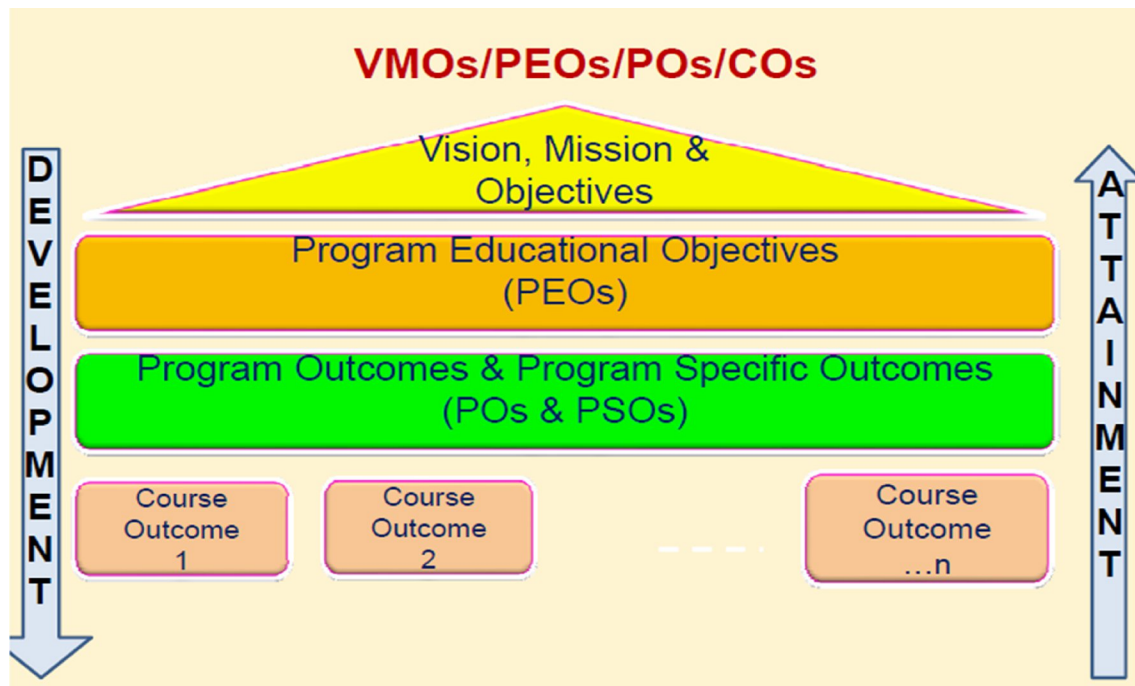 VMOs/PEOs/POs/COs
DEVELOPMENT
Vision, Mission &
Objectives
Program Educational Objectives
(PEOs)
Program Outcomes & Program Specific Outcomes
(POs & PSOs)
Course
Outcome
1
Course
Outcome
2
Course
Outcome
...n
ATTAINMENT